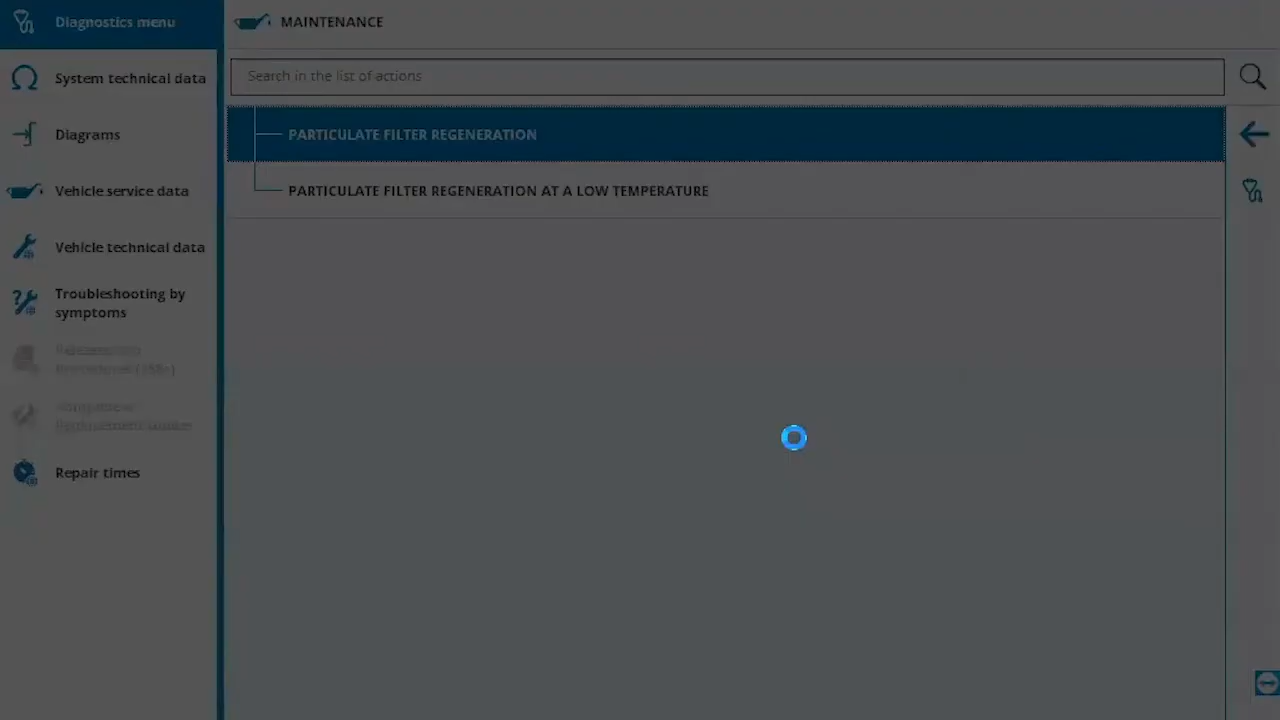 Diagnostics menu
MAINTENANCE
Search in the list of actions
System technical data
Diagrams
Vehicle service data
Vehicle technical data
Troubleshooting by
symptoms
Repair times
PARTICULATE FILTER REGENERATION
PARTICULATE FILTER REGENERATION AT A LOW TEMPERATURE